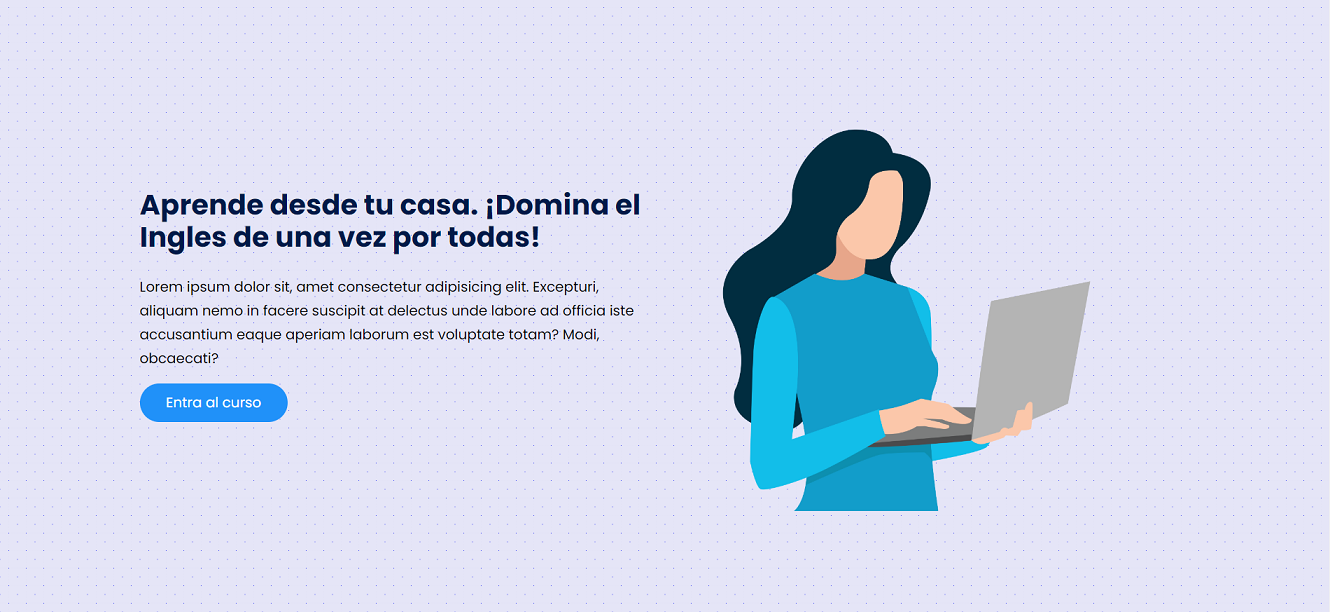 Aprende desde tu casa. ¡Domina el
Ingles de una vez por todas!
Lorem ipsum dolor sit, amet consectetur adipisicing elit. Excepturi,
aliquam nemo in facere suscipit at delectus unde labore ad officia iste
accusantium eaque aperiam laborum est voluptate totam? Modi,
obcaecati?
Entra al curso